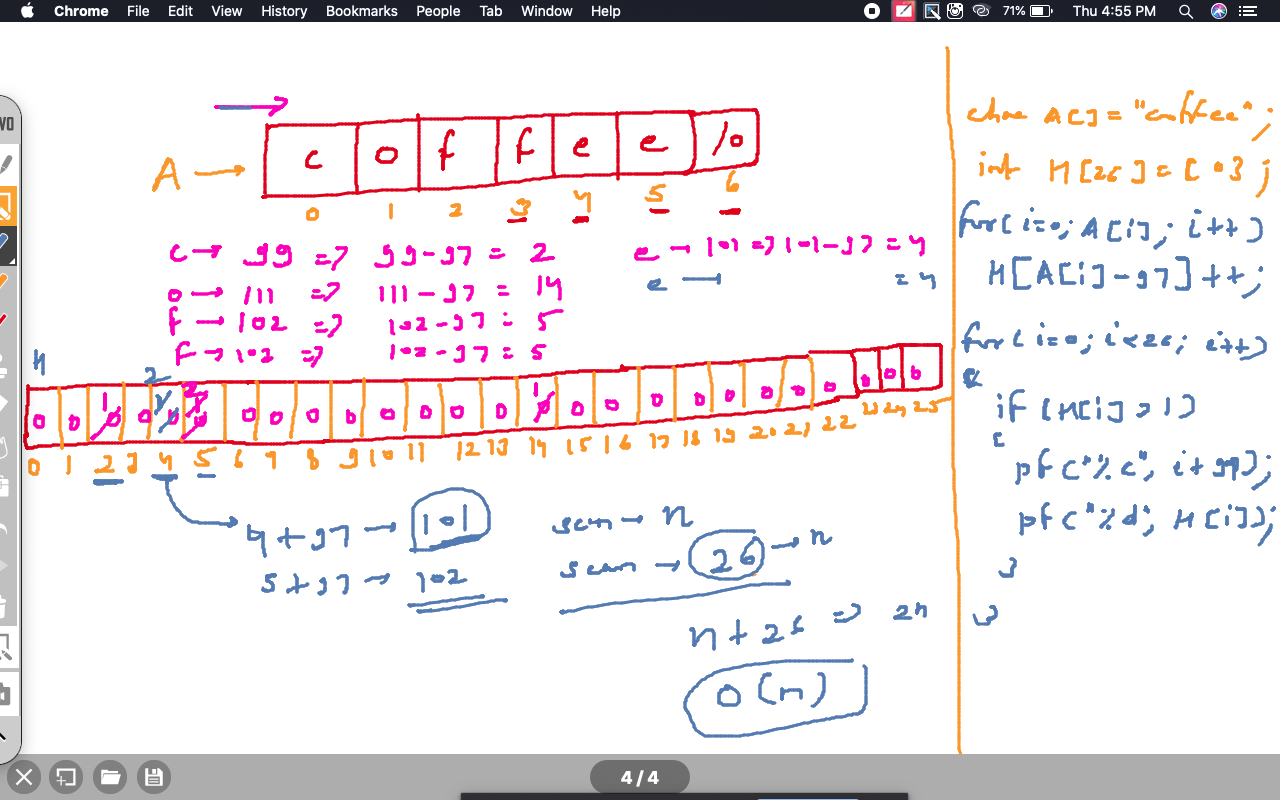 Chrome File Edit View History Bookmarks People Tab Window Help 71% Thu 4:55 PM
A → c o f f e e \0
0 1 2 3 4 5 6
c → 99 => 99-97 = 2
o → 111 => 111-97 = 14
f → 102 => 102-97 = 5
f → 102 => 102-97 = 5
e → 101 => 101-97 = 4
e → = 4
H
2 2
1 1 1 1
0 0 0 0 0 0 0 0 0 0 0 0 0 0 0 0 0 0 0 0 0 0 0 0 0 0
0 1 2 3 4 5 6 7 8 9 10 11 12 13 14 15 16 17 18 19 20 21 22 23 24 25
4+97 → 101
5+97 → 102
scan → n
scan → 26 → n
n+26 => 2n
O(n)
char A[] = "coffee";
int H[26] = {0};
for(i=0; A[i]; i++)
H[A[i]-97]++;
for(i=0; i<26; i++)
{
if(H[i]>1)
{
pf("%c", i+97);
pf("%d", H[i]);
}
}
4 / 4